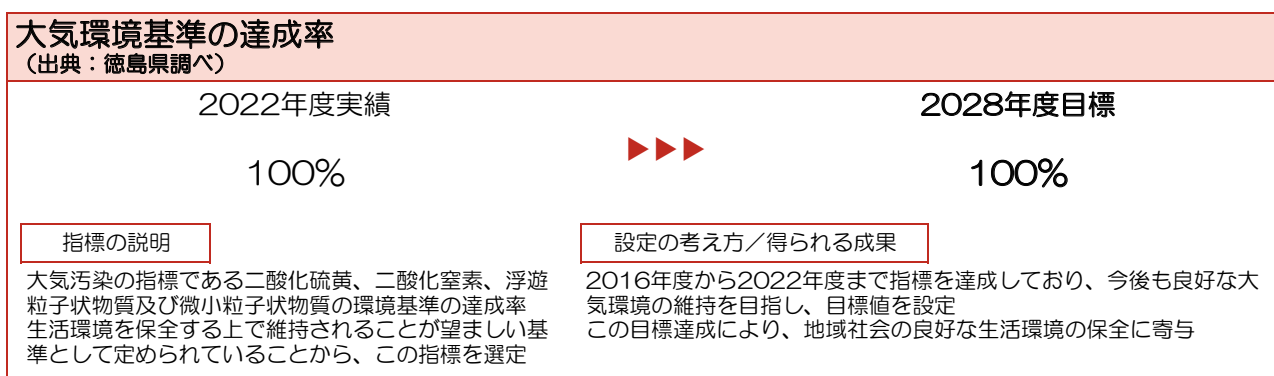 大気環境基準の達成率
(出典：徳島県調べ)
2022年度実績
2028年度目標
100%
▶▶▶
100%
指標の説明
大気汚染の指標である二酸化硫黄、二酸化窒素、浮遊
粒子状物質及び微小粒子状物質の環境基準の達成率
生活環境を保全する上で維持されることが望ましい基
準として定められていることから、この指標を選定
設定の考え方／得られる成果
2016年度から2022年度まで指標を達成しており、今後も良好な大
気環境の維持を目指し、目標値を設定
この目標達成により、地域社会の良好な生活環境の保全に寄与